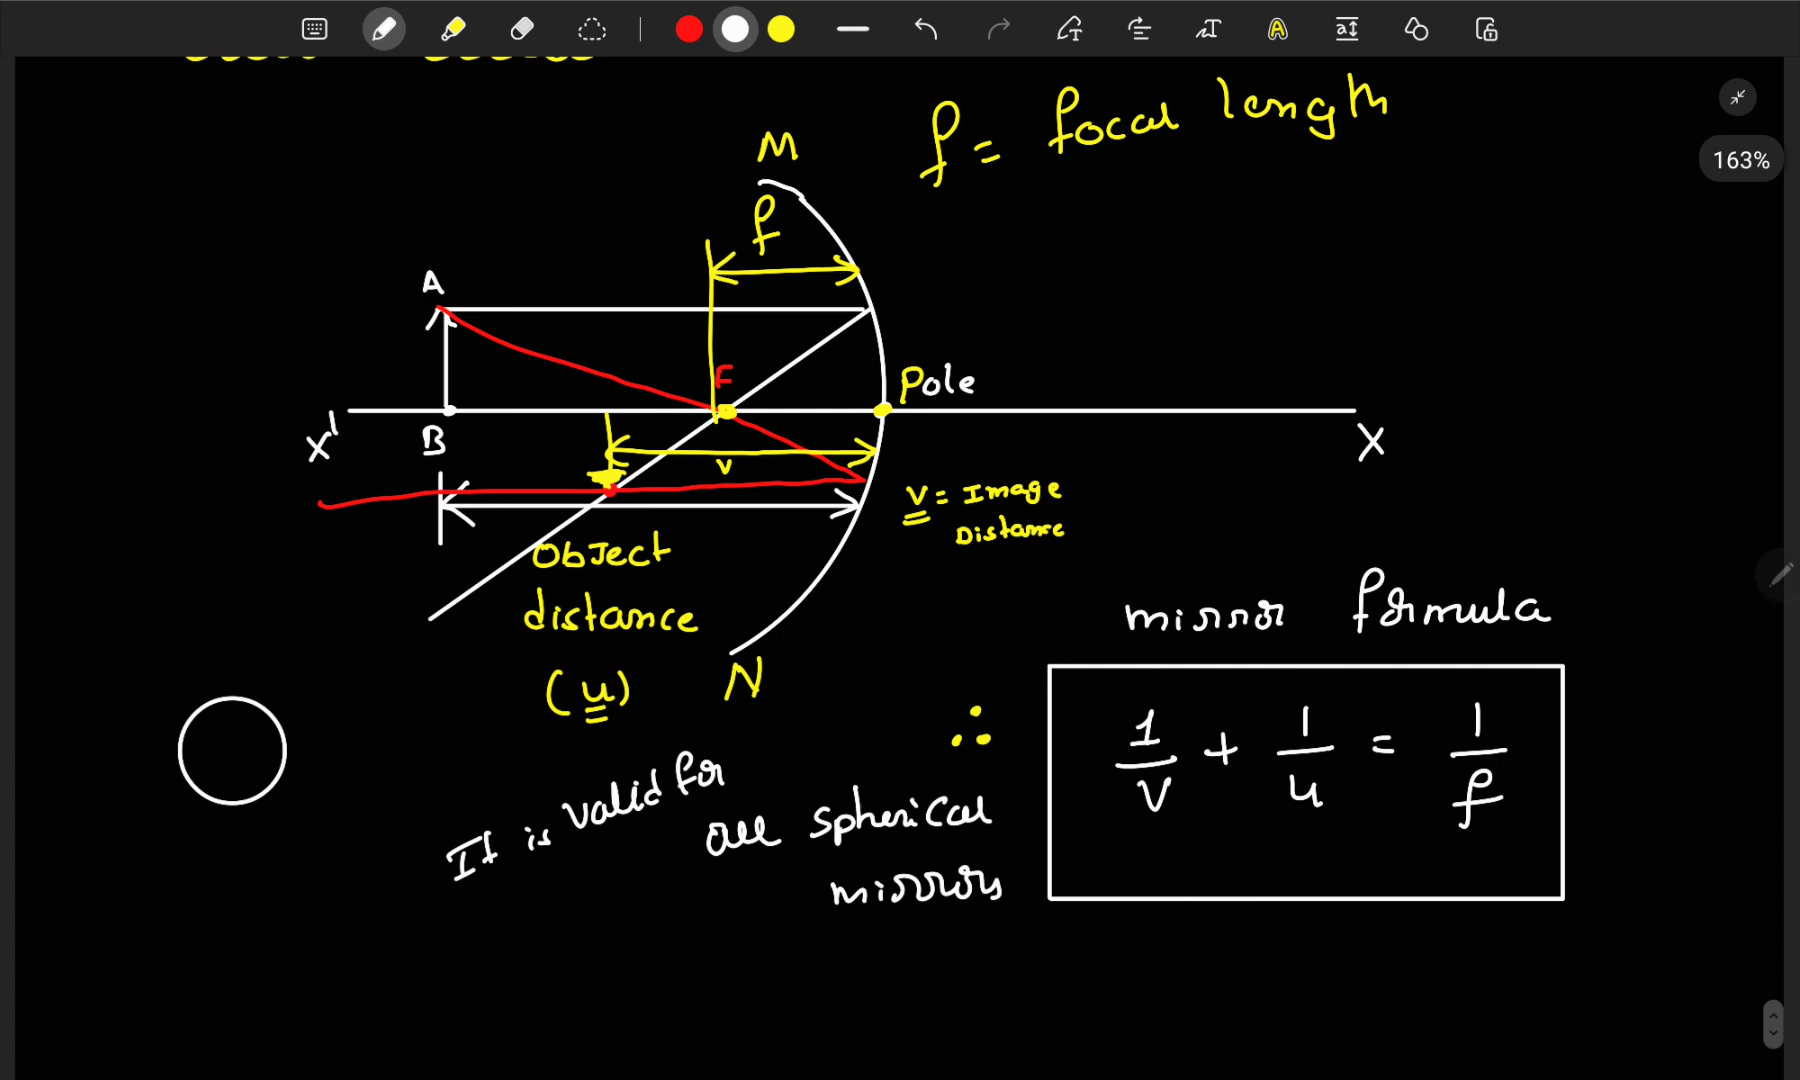 f = focal length
M
f
A
F
Pole
X'
B
X
v
v = Image
Distance
Object
distance
(u)
N
mirror formula
∴
1/v + 1/u = 1/f
It is valid for
all spherical
mirrors
163%